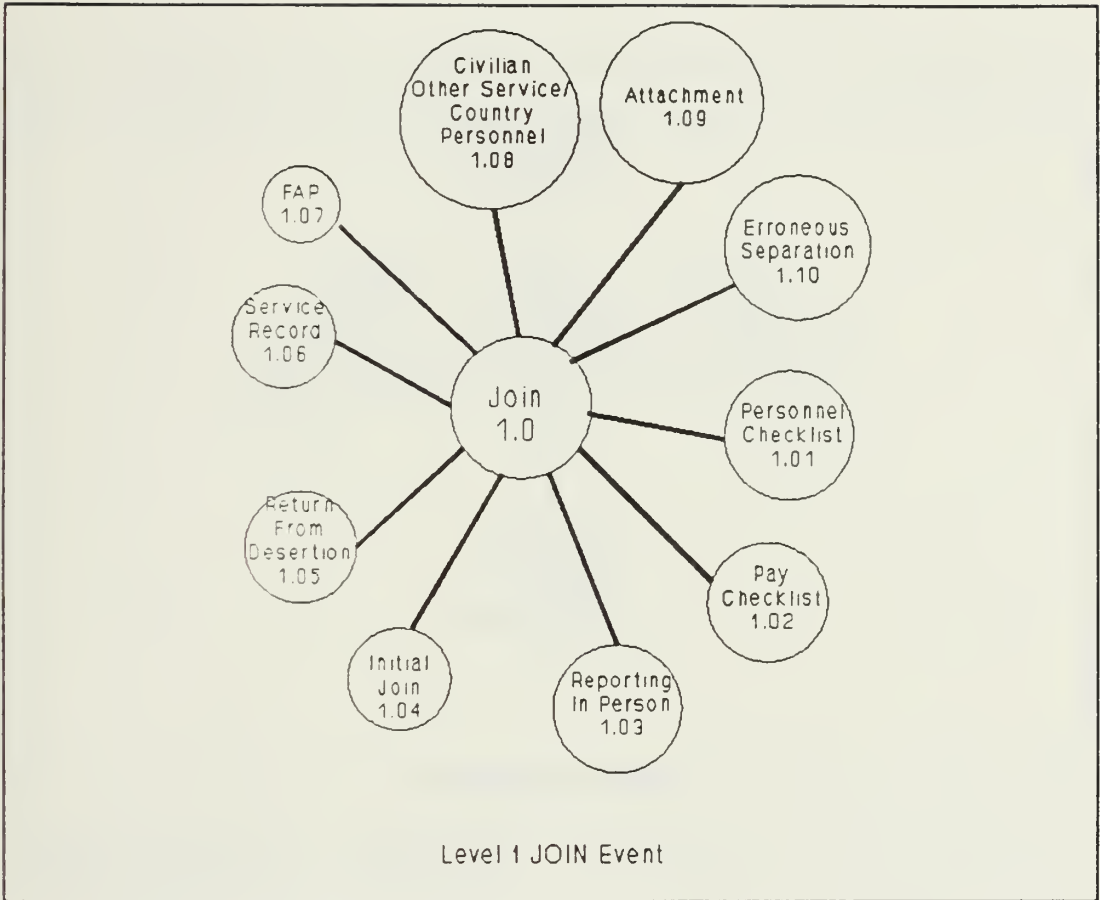 Civilian
Other Service/
Country
Personnel
1.08
Attachment
1.09
FAP
1.07
Erroneous
Separation
1.10
Service
Record
1.06
Join
1.0
Personnel
Checklist
1.01
Return
From
Desertion
1.05
Pay
Checklist
1.02
Initial
Join
1.04
Reporting
In Person
1.03
Level 1 JOIN Event